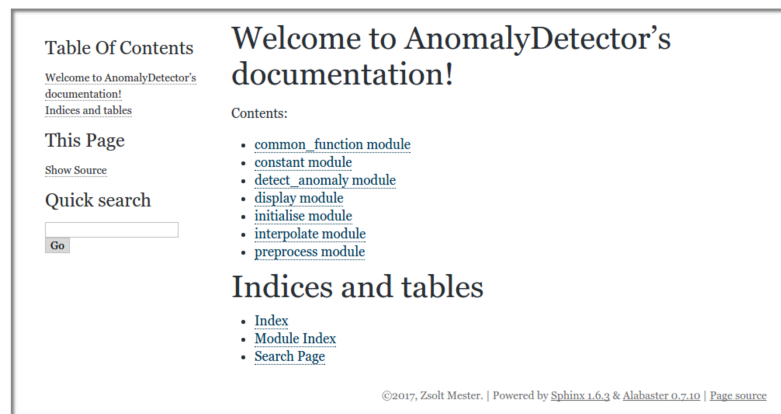 Table Of Contents
Welcome to AnomalyDetector's
documentation!
Indices and tables
This Page
Show Source
Quick search
Go
Welcome to AnomalyDetector's
documentation!
Contents:
common_function module
constant module
detect_anomaly module
display module
initialise module
interpolate module
preprocess module
Indices and tables
Index
Module Index
Search Page
©2017, Zsolt Mester. | Powered by Sphinx 1.6.3 & Alabaster 0.7.10 | Page source